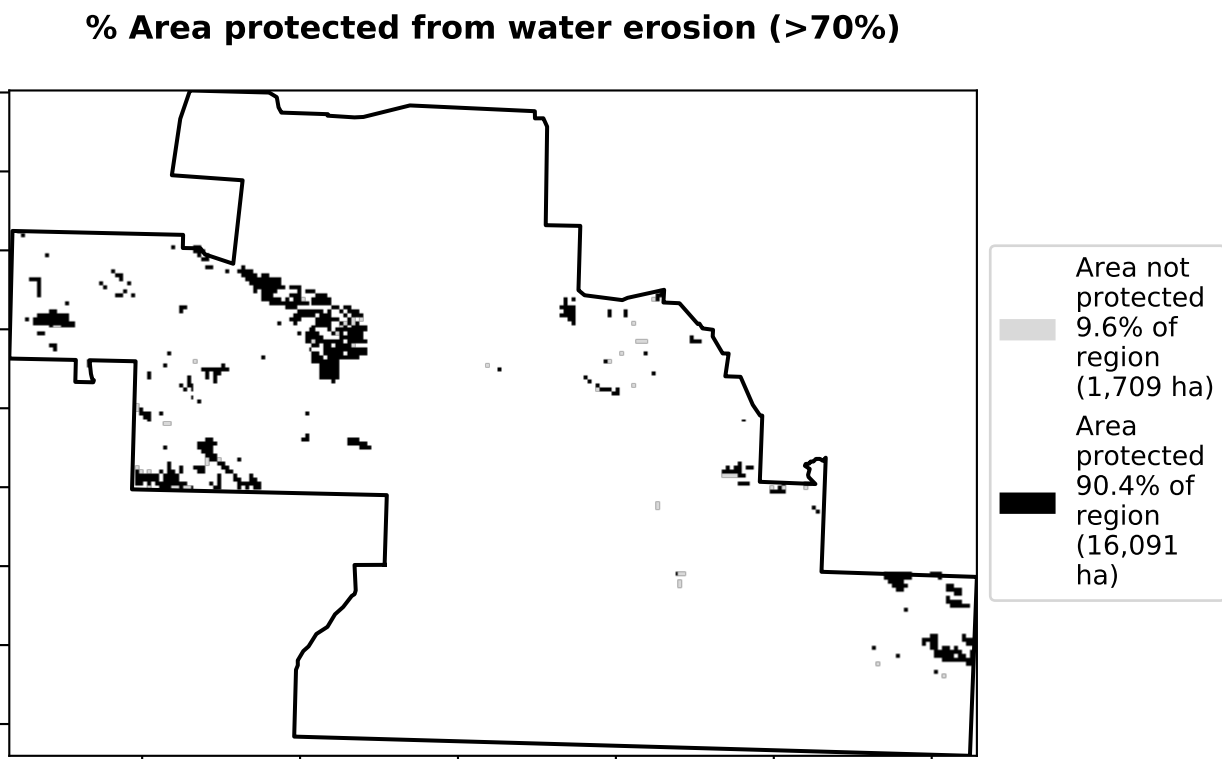 % Area protected from water erosion (>70%)
Area not
protected
9.6% of
region
(1,709 ha)
Area
protected
90.4% of
region
(16,091
ha)